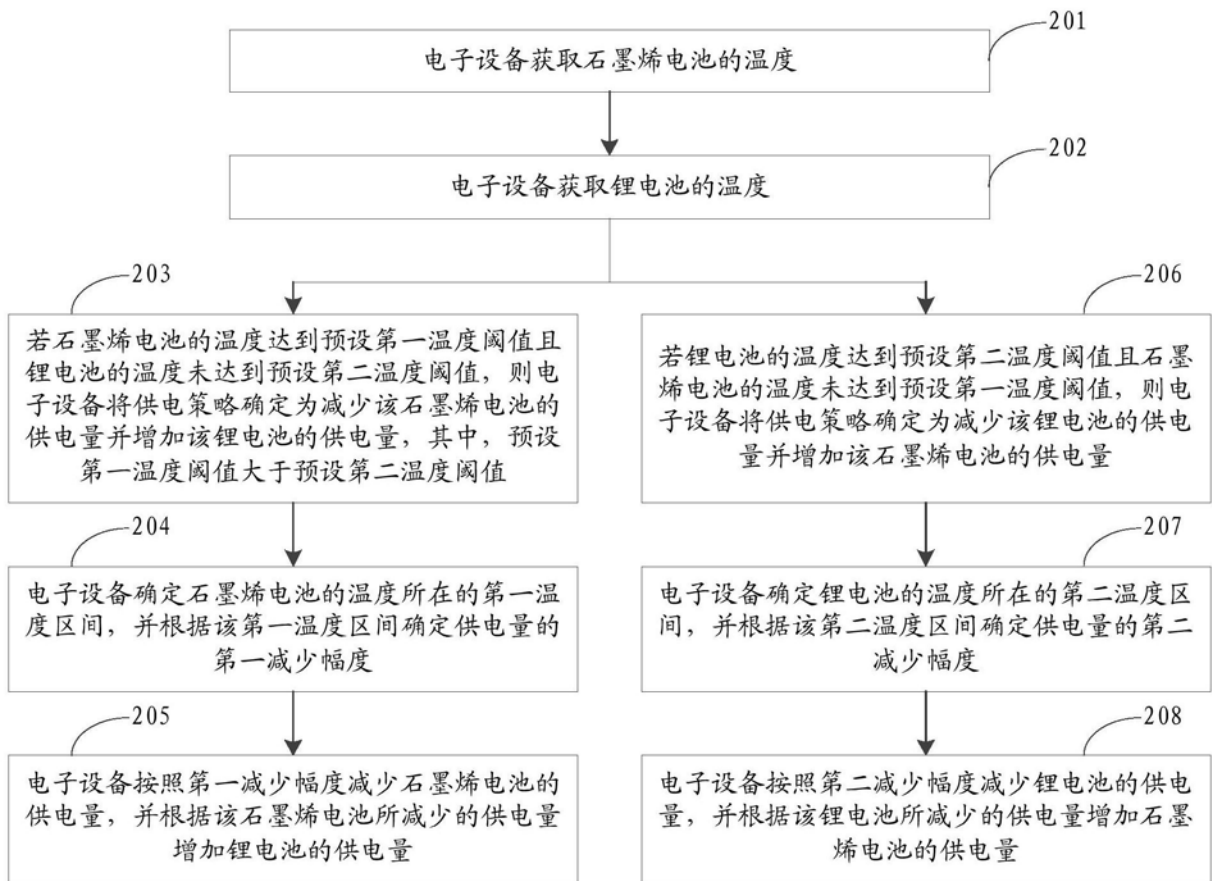 201
电子设备获取石墨烯电池的温度
202
电子设备获取锂电池的温度
203
若石墨烯电池的温度达到预设第一温度阈值且
锂电池的温度未达到预设第二温度阈值，则电
子设备将供电策略确定为减少该石墨烯电池的
供电量并增加该锂电池的供电量，其中，预设
第一温度阈值大于预设第二温度阈值
206
若锂电池的温度达到预设第二温度阈值且石墨
烯电池的温度未达到预设第一温度阈值，则电
子设备将供电策略确定为减少该锂电池的供电
量并增加该石墨烯电池的供电量
204
电子设备确定石墨烯电池的温度所在的第一温
度区间，并根据该第一温度区间确定供电量的
第一减少幅度
207
电子设备确定锂电池的温度所在的第二温度区
间，并根据该第二温度区间确定供电量的第二
减少幅度
205
电子设备按照第一减少幅度减少石墨烯电池的
供电量，并根据该石墨烯电池所减少的供电量
增加锂电池的供电量
208
电子设备按照第二减少幅度减少锂电池的供电
量，并根据该锂电池所减少的供电量增加石墨
烯电池的供电量